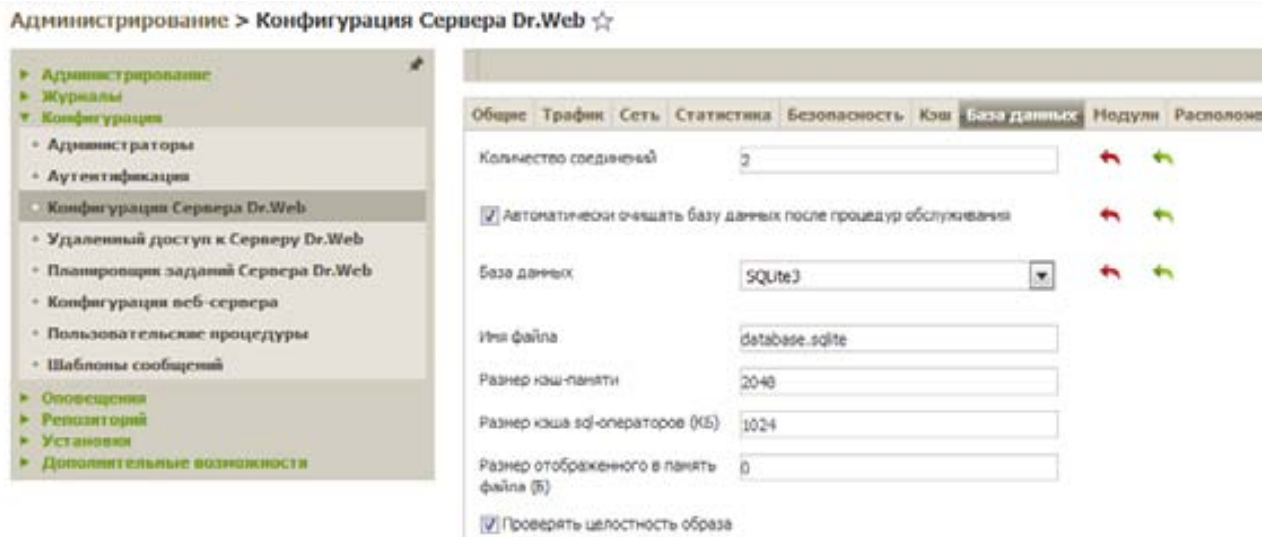 Администрирование > Конфигурация Сервера Dr.Web
Администрирование
Журналы
Конфигурация
Администраторы
Аутентификация
Конфигурация Сервера Dr.Web
Удаленный доступ к Серверу Dr.Web
Планировщик заданий Сервера Dr.Web
Конфигурация веб-сервера
Пользовательские процедуры
Шаблоны сообщений
Оповещения
Репозиторий
Установки
Дополнительные возможности
Общие Трафик Сеть Статистика Безопасность Кэш База данных Модули Расположе
Количество соединений 2
Автоматически очищать базу данных после процедур обслуживания
База данных SQLite3
Имя файла database.sqlite
Размер кэш-памяти 2048
Размер кэша sql-операторов (КБ) 1024
Размер отображенного в память 0
файла (Б)
Проверять целостность образа